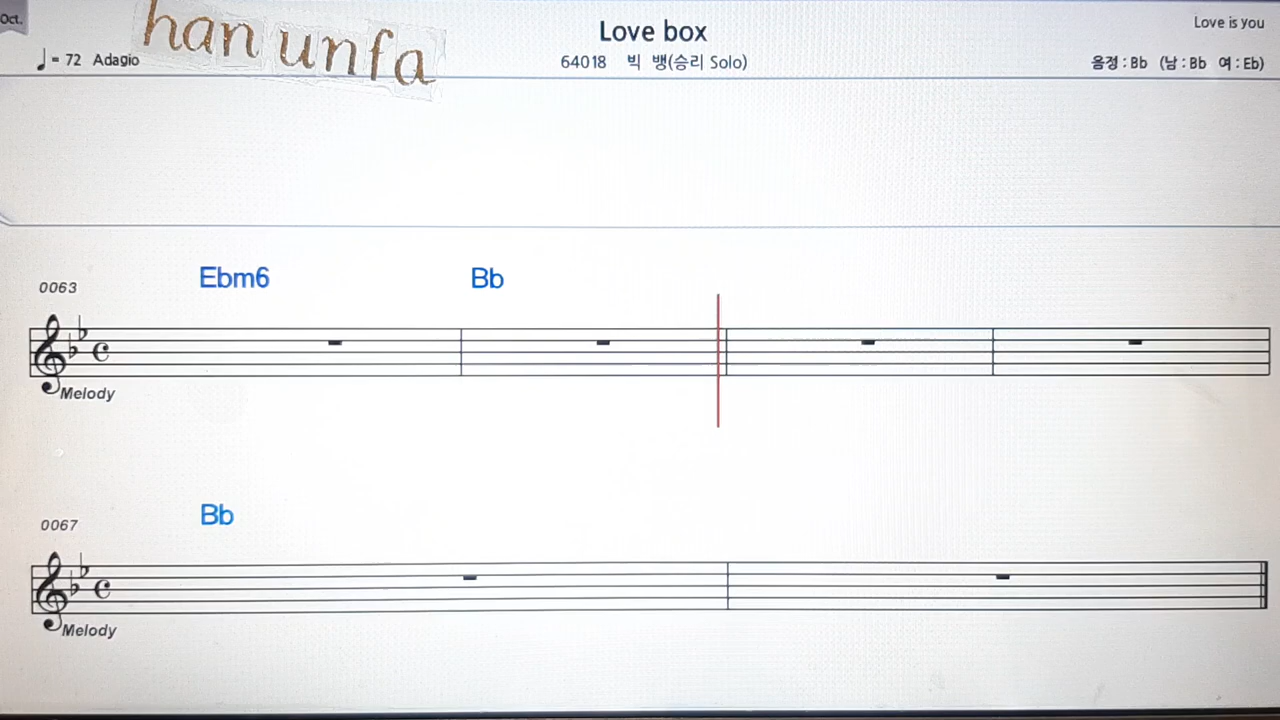 Oct.
han unfa
Love box
Love is you
♩= 72 Adagio
64018 빅 뱅(승리 Solo)
음정 : Bb (남 : Bb 여 : Eb)
Ebm6 Bb
0063
Melody
Bb
0067
Melody